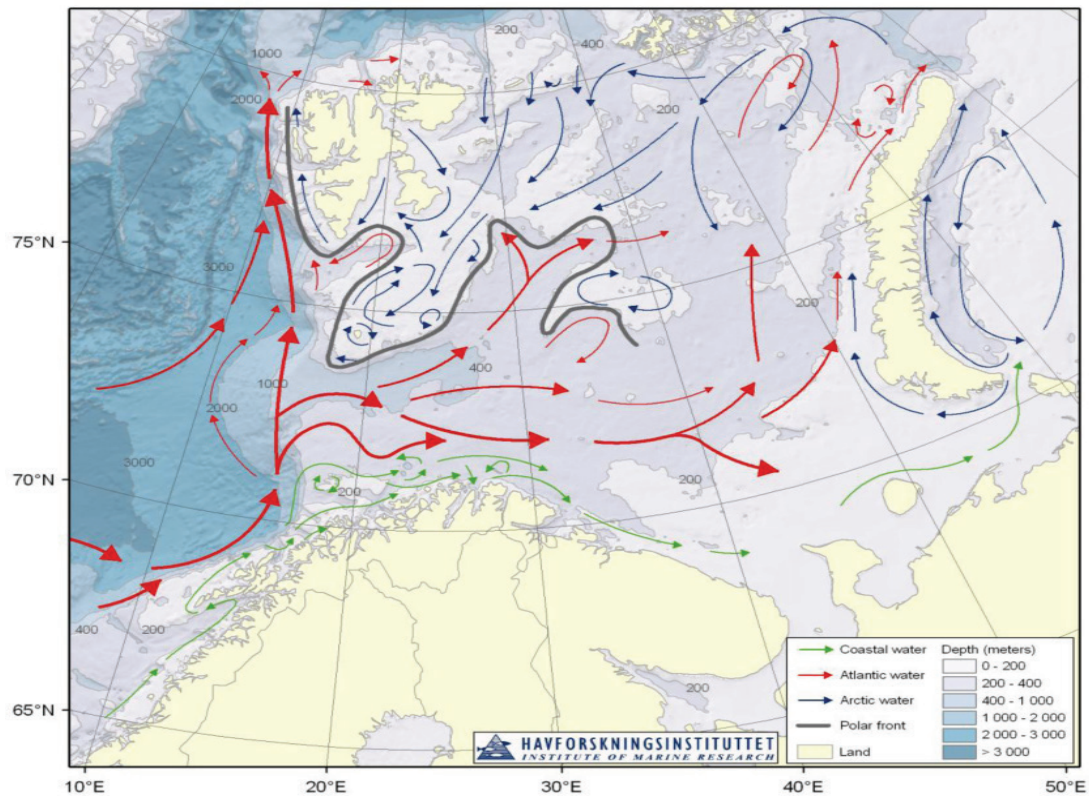 200
400
1000
200
2000
75°N
3000
200
400
1000
2000
3000
70°N
200
200
400
200
65°N
200
Coastal water
Atlantic water
Arctic water
Polar front
Land
Depth (meters)
0 - 200
200 - 400
400 - 1 000
1 000 - 2 000
2 000 - 3 000
> 3 000
HAVFORSKNINGSINSTITUTTET
INSTITUTE OF MARINE RESEARCH
10°E
20°E
30°E
40°E
50°E